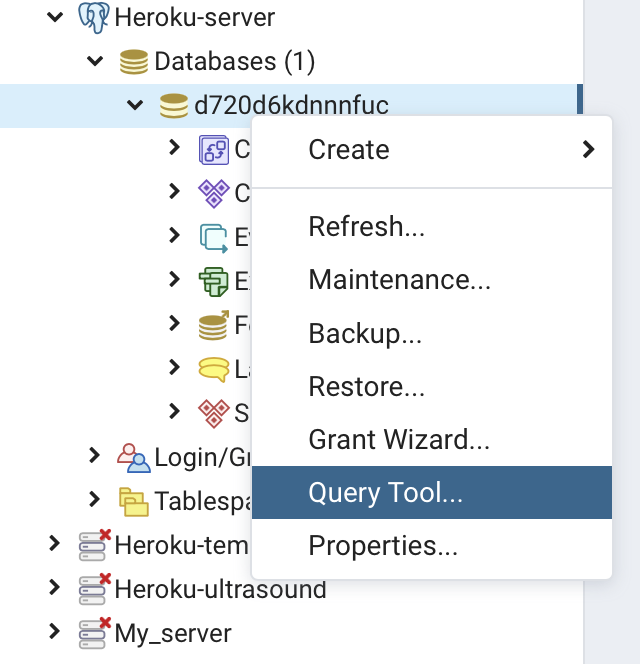 Heroku-server
Databases (1)
d720d6kdnnnfuc
Create
Refresh...
Maintenance...
Backup...
Restore...
Grant Wizard...
Login/Gr
Query Tool...
Tablespa
Properties...
Heroku-tem
Heroku-ultrasound
My_server